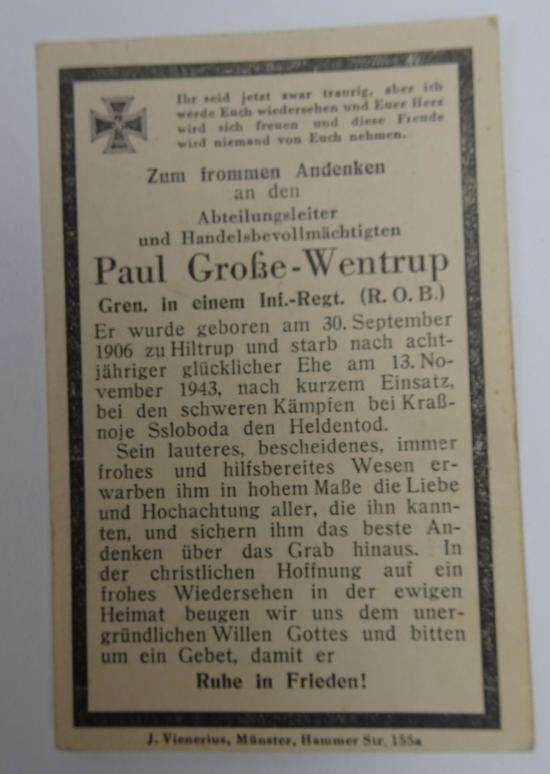 Ihr seid jetzt zwar traurig, aber ich
werde Euch wiedersehen und Euer Herz
wird sich freuen und diese Freude
wird niemand von Euch nehmen.
Zum frommen Andenken
an den
Abteilungsleiter
und Handelsbevollmächtigten
Paul Große-Wentrup
Gren. in einem Inf.-Regt. (R. O. B.)
Er wurde geboren am 30. September
1906 zu Hiltrup und starb nach acht-
jähriger glücklicher Ehe am 13. No-
vember 1943, nach kurzem Einsatz,
bei den schweren Kämpfen bei Kraß-
noje Ssloboda den Heldentod.
Sein lauteres, bescheidenes, immer
frohes und hilfsbereites Wesen er-
warben ihm in hohem Maße die Liebe
und Hochachtung aller, die ihn kann-
ten, und sichern ihm das beste An-
denken über das Grab hinaus. In
der christlichen Hoffnung auf ein
frohes Wiedersehen in der ewigen
Heimat beugen wir uns dem uner-
gründlichen Willen Gottes und bitten
um ein Gebet, damit er
Ruhe in Frieden!
J. Vienerius, Münster, Hammer Str. 155a